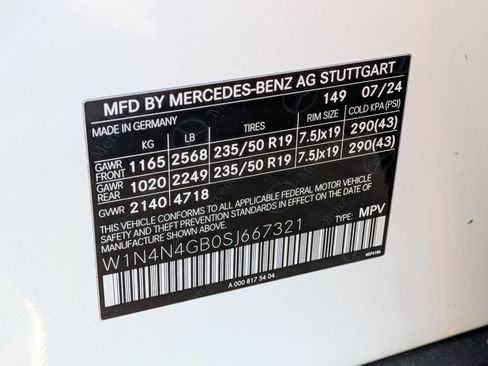 MFD BY MERCEDES-BENZ AG STUTTGART
149 07/24
MADE IN GERMANY
KG LB TIRES RIM SIZE COLD KPA (PSI)
GAWR FRONT 1165 2568 235/50 R19 7.5Jx19 290(43)
GAWR REAR 1020 2249 235/50 R19 7.5Jx19 290(43)
GVWR 2140 4718
THIS VEHICLE CONFORMS TO ALL APPLICABLE FEDERAL MOTOR VEHICLE
SAFETY AND THEFT PREVENTION STANDARDS IN EFFECT ON THE DATE
OF MANUFACTURE SHOWN ABOVE.
W1N4N4GB0SJ667321 TYPE: MPV
A 000 817 54 04